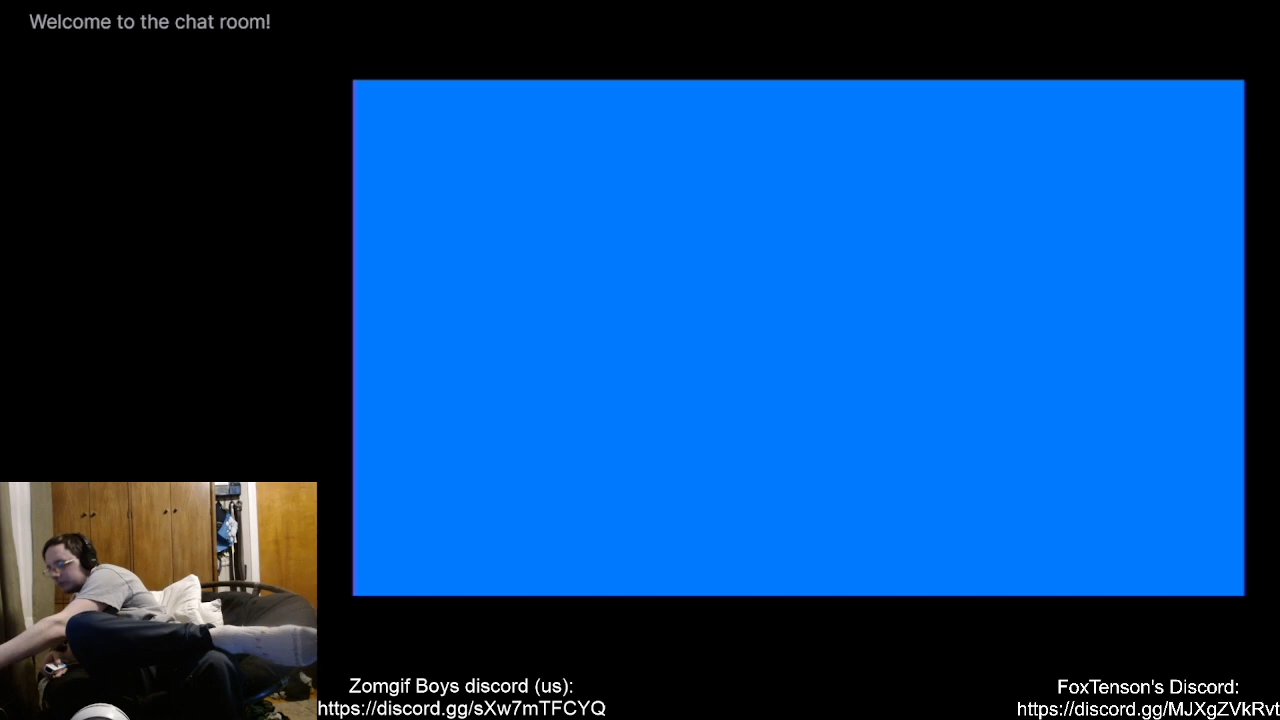 Welcome to the chat room!
Zomgif Boys discord (us):
https://discord.gg/sXw7mTFCYQ
FoxTenson's Discord:
https://discord.gg/MJXgZVkRvt